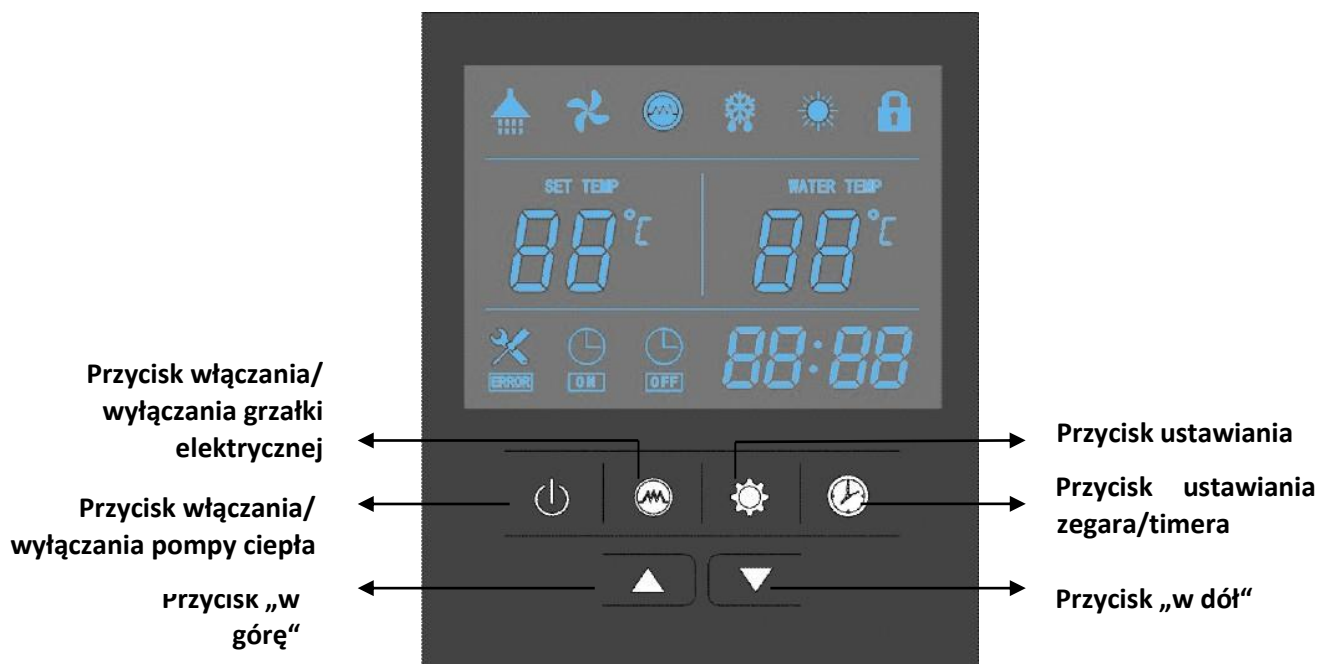 SET TEMP
WATER TEMP
88°C
88°C
ERROR
ON
OFF
88:88
Przycisk włączania/
wyłączania grzałki
elektrycznej
Przycisk włączania/
wyłączania pompy ciepła
Przycisk „w
górę“
Przycisk ustawiania
Przycisk ustawiania
zegara/timera
Przycisk „w dół“